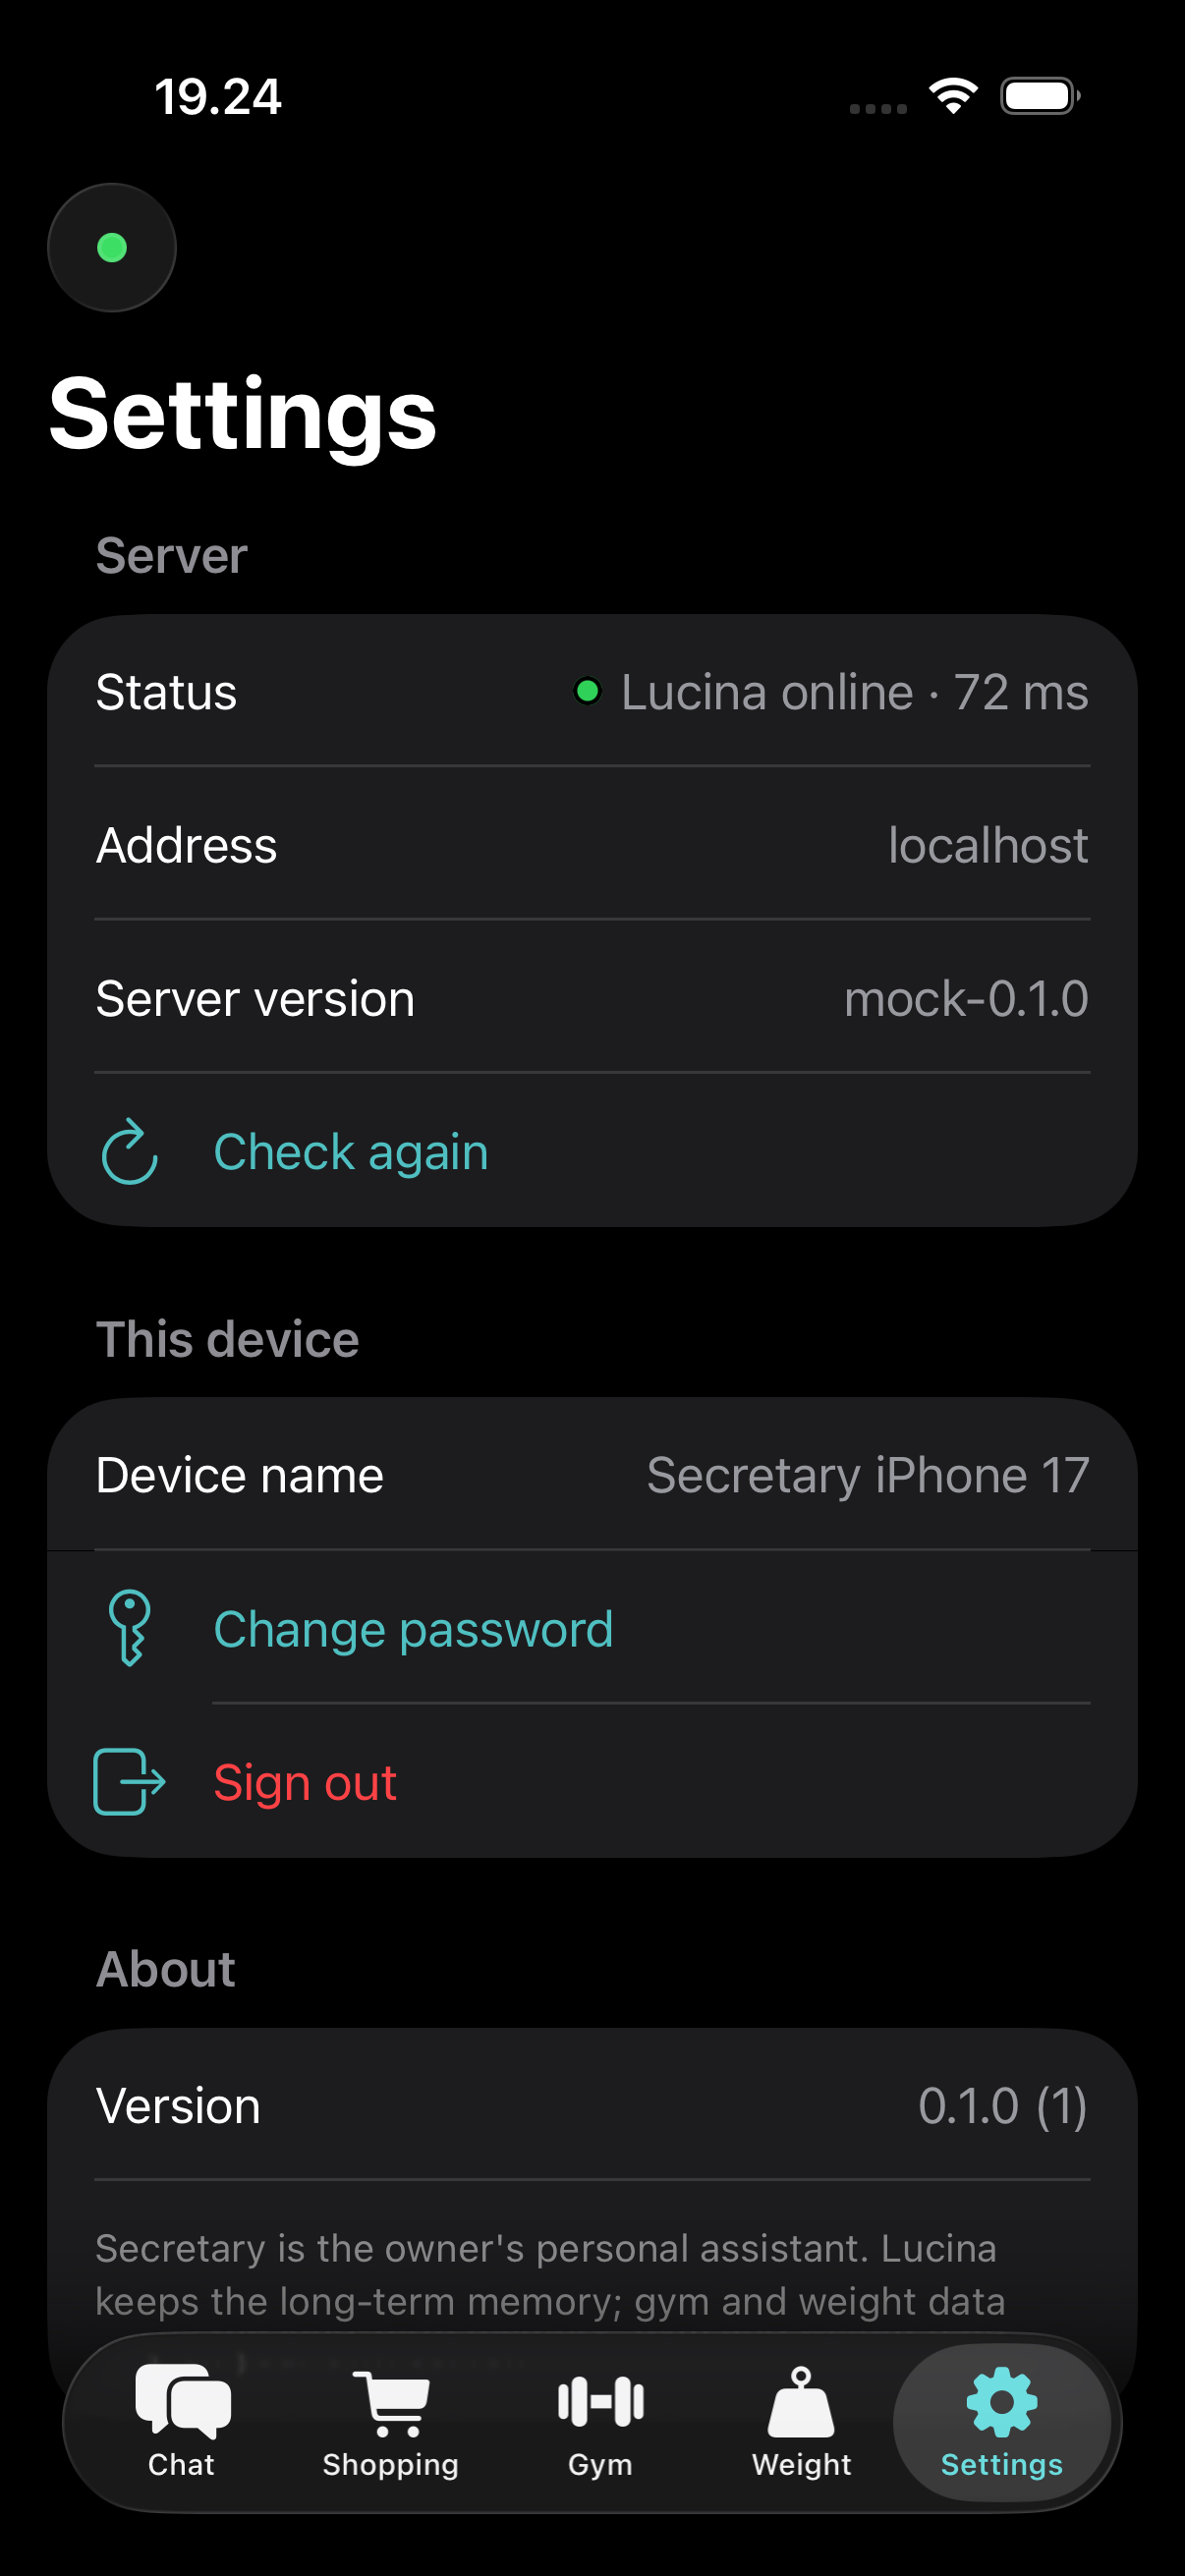 19.24
Settings
Server
Status Lucina online · 72 ms
Address localhost
Server version mock-0.1.0
Check again
This device
Device name Secretary iPhone 17
Change password
Sign out
About
Version 0.1.0 (1)
Secretary is the owner's personal assistant. Lucina
keeps the long-term memory; gym and weight data
Chat Shopping Gym Weight Settings